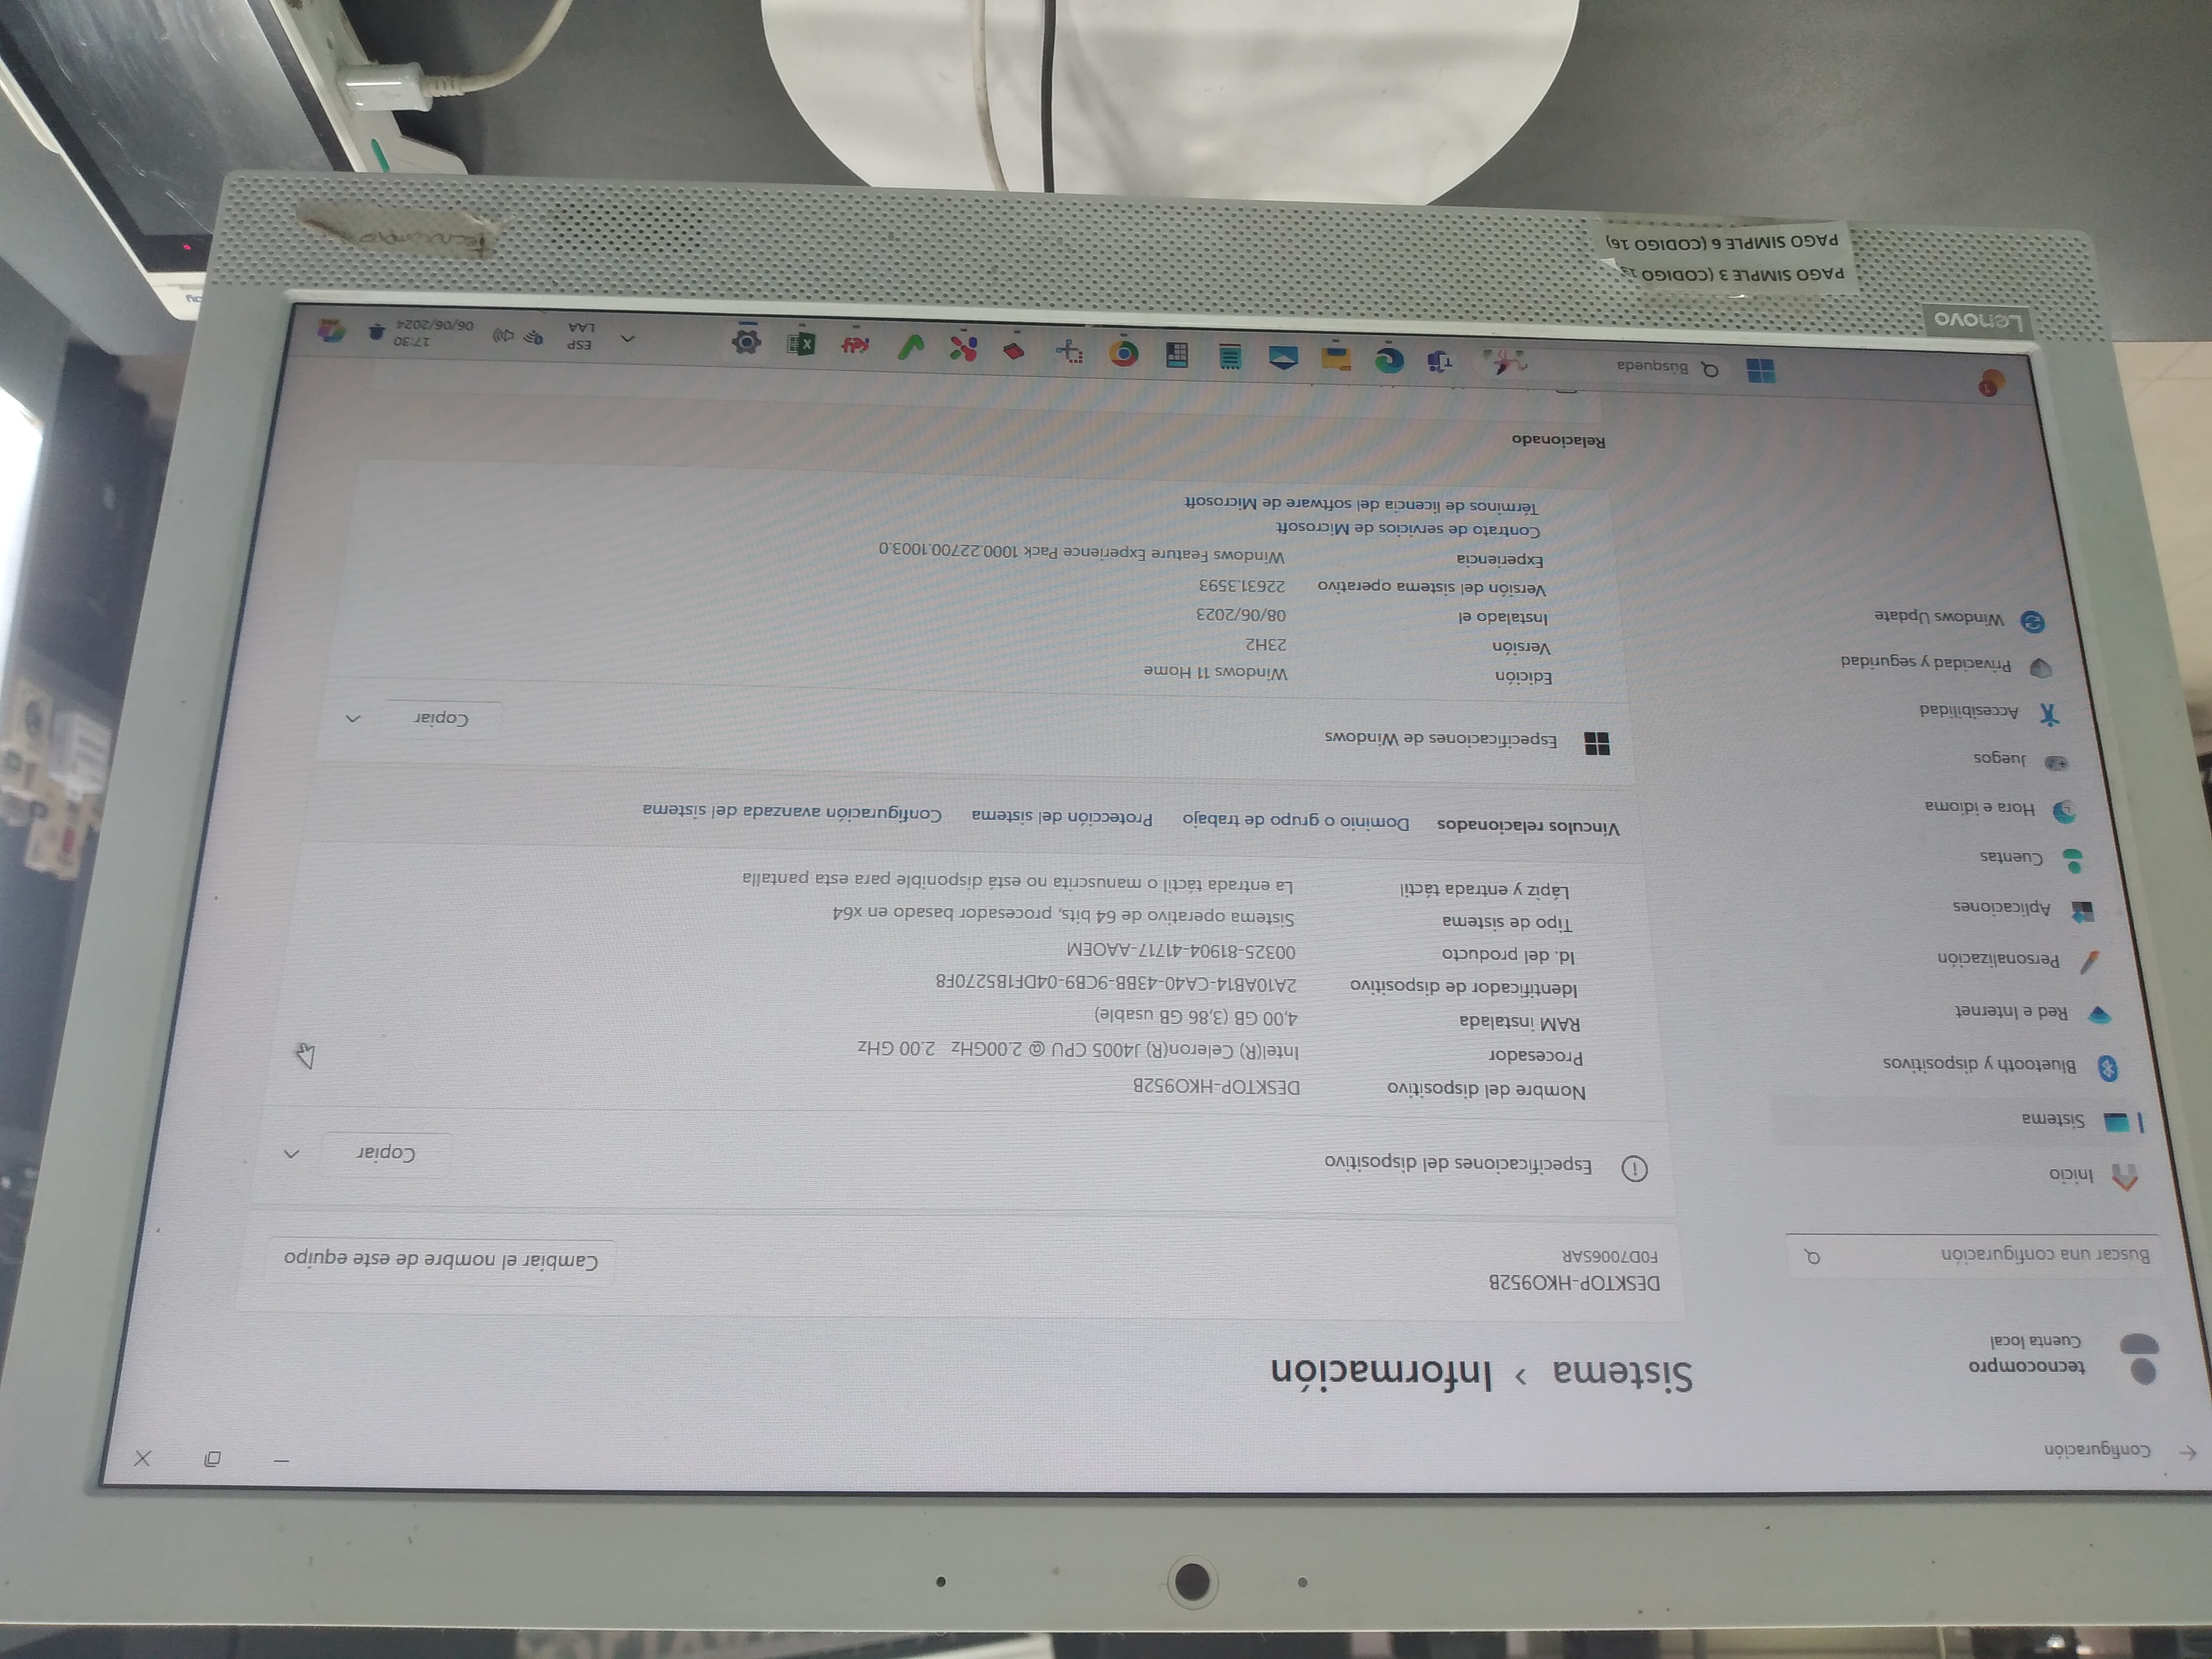 Configuración
tecnocompro
Cuenta local
Buscar una configuración
Inicio
Sistema
Bluetooth y dispositivos
Red e Internet
Personalización
Aplicaciones
Cuentas
Hora e idioma
Juegos
Accesibilidad
Privacidad y seguridad
Windows Update
Sistema › Información
DESKTOP-HKO952B
F0D7006SAR
Cambiar el nombre de este equipo
Especificaciones del dispositivo
Copiar
Nombre del dispositivo DESKTOP-HKO952B
Procesador Intel(R) Celeron(R) J4005 CPU @ 2.00GHz 2.00 GHz
RAM instalada 4,00 GB (3,86 GB usable)
Identificador de dispositivo 2A10AB14-CA40-43BB-9CB9-04DF1B5270F8
Id. del producto 00325-81904-41717-AAOEM
Tipo de sistema Sistema operativo de 64 bits, procesador basado en x64
Lápiz y entrada táctil La entrada táctil o manuscrita no está disponible para esta pantalla
Vínculos relacionados Dominio o grupo de trabajo Protección del sistema Configuración avanzada del sistema
Especificaciones de Windows
Copiar
Edición Windows 11 Home
Versión 23H2
Instalado el 08/06/2023
Versión del sistema operativo 22631.3593
Experiencia Windows Feature Experience Pack 1000.22700.1003.0
Contrato de servicios de Microsoft
Términos de licencia del software de Microsoft
Relacionado
1
Búsqueda
ESP
LAA
17:30
06/06/2024
Lenovo
PAGO SIMPLE 3 (CODIGO
PAGO SIMPLE 6 (CODIGO 16)